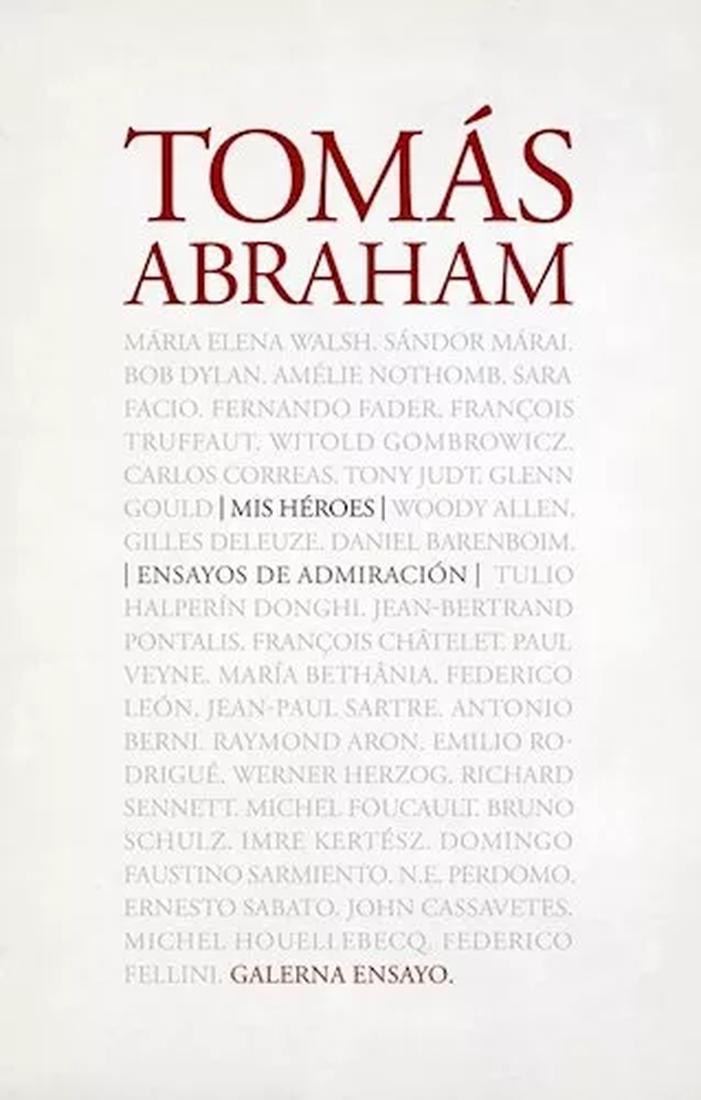 TOMÁS
ABRAHAM
MÁRIA ELENA WALSH. SÁNDOR MÁRAI.
BOB DYLAN. AMÉLIE NOTHOMB. SARA
FACIO. FERNANDO FADER. FRANÇOIS
TRUFFAUT. WITOLD GOMBROWICZ.
CARLOS CORREAS. TONY JUDT. GLENN
GOULD | MIS HÉROES | WOODY ALLEN.
GILLES DELEUZE. DANIEL BARENBOIM.
| ENSAYOS DE ADMIRACIÓN | TULIO
HALPERÍN DONGHI. JEAN-BERTRAND
PONTALIS. FRANÇOIS CHÂTELET. PAUL
VEYNE. MARÍA BETHÂNIA. FEDERICO
LEÓN. JEAN-PAUL SARTRE. ANTONIO
BERNI. RAYMOND ARON. EMILIO RO-
DRIGUÉ. WERNER HERZOG. RICHARD
SENNETT. MICHEL FOUCAULT. BRUNO
SCHULZ. IMRE KERTÉSZ. DOMINGO
FAUSTINO SARMIENTO. N.E. PERDOMO.
ERNESTO SABATO. JOHN CASSAVETES.
MICHEL HOUELLEBECQ. FEDERICO
FELLINI. GALERNA ENSAYO.